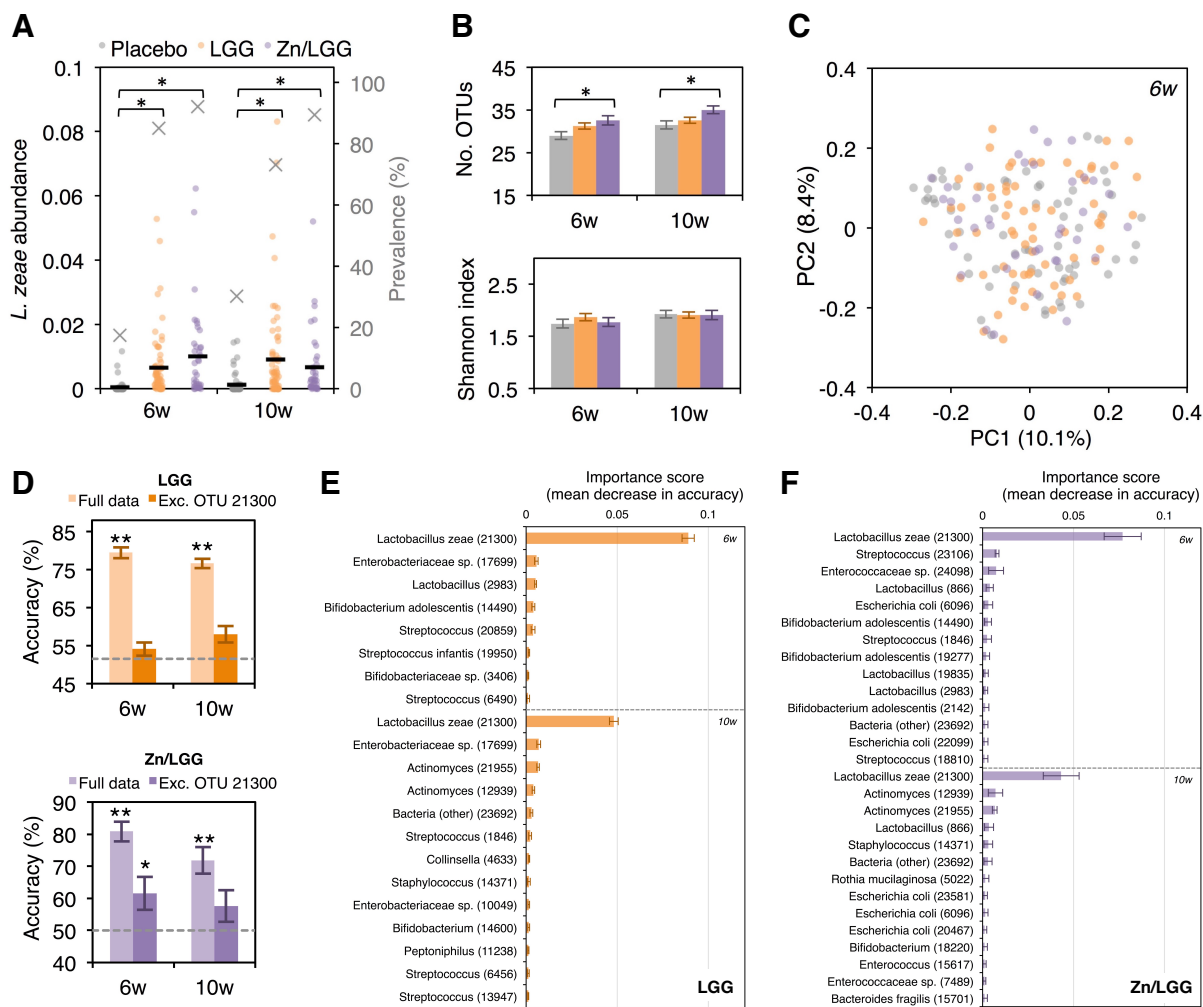 A
Placebo LGG Zn/LGG
0.1
0.08
0.06
0.04
0.02
0
L. zeae abundance
100
80
60
40
20
0
Prevalence (%)
* * * *
6w 10w
B
45
35
25
15
No. OTUs
* *
6w 10w
2.5
1.5
0.5
Shannon index
6w 10w
C
6w
0.4
0.2
0
-0.2
-0.4
PC2 (8.4%)
-0.4 -0.2 0 0.2 0.4
PC1 (10.1%)
D
LGG
Full data Exc. OTU 21300
85
75
65
55
45
Accuracy (%)
** **
6w 10w
Zn/LGG
Full data Exc. OTU 21300
90
80
70
60
50
40
Accuracy (%)
** * **
6w 10w
E
Importance score
(mean decrease in accuracy)
0 0.05 0.1
6w
Lactobacillus zeae (21300)
Enterobacteriaceae sp. (17699)
Lactobacillus (2983)
Bifidobacterium adolescentis (14490)
Streptococcus (20859)
Streptococcus infantis (19950)
Bifidobacteriaceae sp. (3406)
Streptococcus (6490)
10w
Lactobacillus zeae (21300)
Enterobacteriaceae sp. (17699)
Actinomyces (21955)
Actinomyces (12939)
Bacteria (other) (23692)
Streptococcus (1846)
Collinsella (4633)
Staphylococcus (14371)
Enterobacteriaceae sp. (10049)
Bifidobacterium (14600)
Peptoniphilus (11238)
Streptococcus (6456)
Streptococcus (13947)
LGG
F
Importance score
(mean decrease in accuracy)
0 0.05 0.1
6w
Lactobacillus zeae (21300)
Streptococcus (23106)
Enterococcaceae sp. (24098)
Lactobacillus (866)
Escherichia coli (6096)
Bifidobacterium adolescentis (14490)
Streptococcus (1846)
Bifidobacterium adolescentis (19277)
Lactobacillus (19835)
Lactobacillus (2983)
Bifidobacterium adolescentis (2142)
Bacteria (other) (23692)
Escherichia coli (22099)
Streptococcus (18810)
10w
Lactobacillus zeae (21300)
Actinomyces (12939)
Actinomyces (21955)
Lactobacillus (866)
Staphylococcus (14371)
Bacteria (other) (23692)
Rothia mucilaginosa (5022)
Escherichia coli (23581)
Escherichia coli (6096)
Escherichia coli (20467)
Bifidobacterium (18220)
Enterococcus (15617)
Enterococcaceae sp. (7489)
Bacteroides fragilis (15701)
Zn/LGG